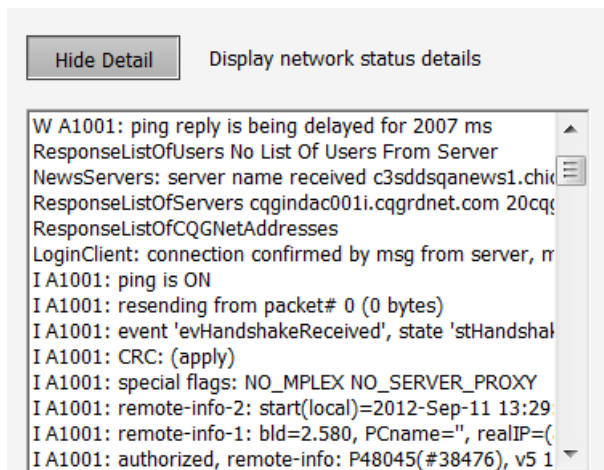 Hide Detail Display network status details
W A1001: ping reply is being delayed for 2007 ms
ResponseListOfUsers No List Of Users From Server
NewsServers: server name received c3sddsqanews1.chic
ResponseListOfServers cqgindac001i.cqgrdnet.com 20cqg
ResponseListOfCQGNetAddresses
LoginClient: connection confirmed by msg from server, m
I A1001: ping is ON
I A1001: resending from packet# 0 (0 bytes)
I A1001: event 'evHandshakeReceived', state 'stHandshak
I A1001: CRC: (apply)
I A1001: special flags: NO_MPLEX NO_SERVER_PROXY
I A1001: remote-info-2: start(local)=2012-Sep-11 13:29:
I A1001: remote-info-1: bld=2.580, PCname='', realIP=(
I A1001: authorized, remote-info: P48045(#38476), v5 1